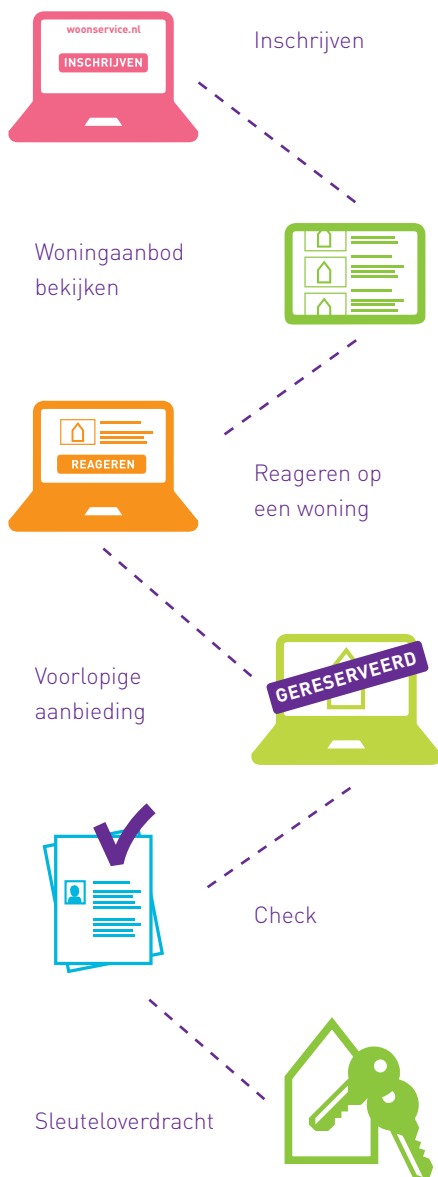 woonservice.nl
INSCHRIJVEN
Inschrijven
Woningaanbod
bekijken
REAGEREN
Reageren op
een woning
Voorlopige
aanbieding
GERESERVEERD
Check
Sleuteloverdracht